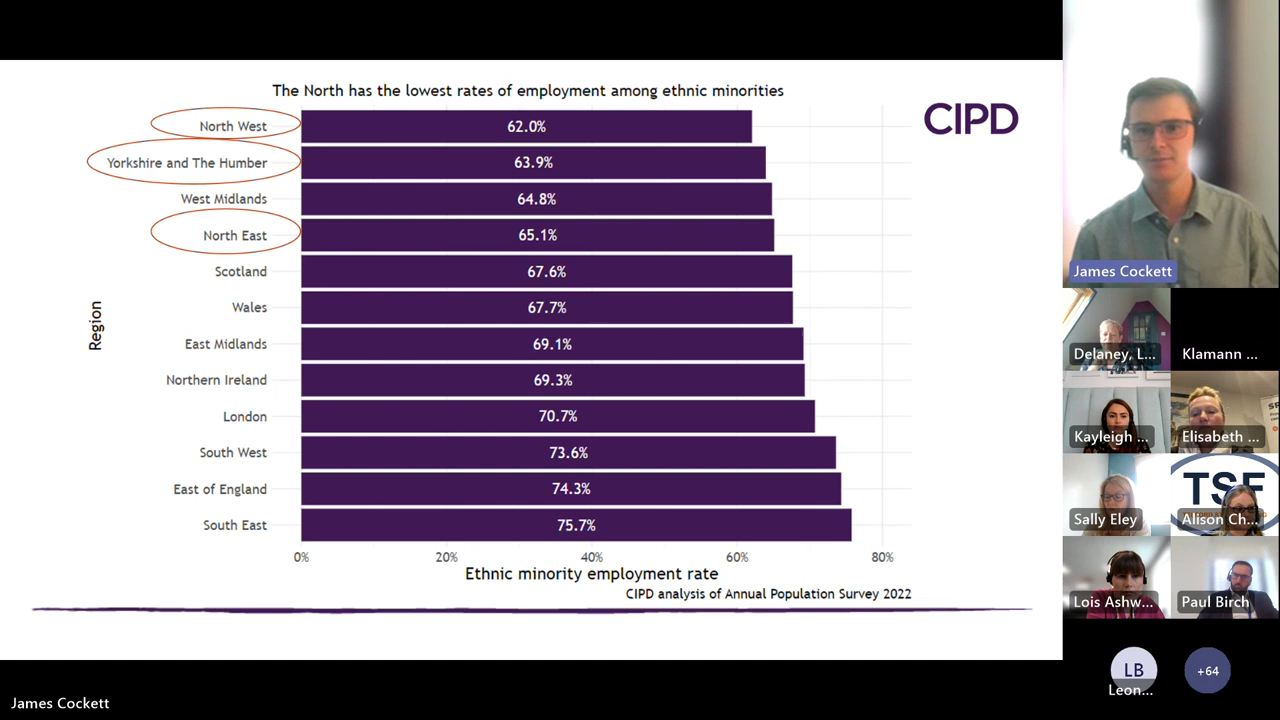 The North has the lowest rates of employment among ethnic minorities
CIPD
North West 62.0%
Yorkshire and The Humber 63.9%
West Midlands 64.8%
North East 65.1%
Scotland 67.6%
Wales 67.7%
East Midlands 69.1%
Northern Ireland 69.3%
London 70.7%
South West 73.6%
East of England 74.3%
South East 75.7%
Region
0% 20% 40% 60% 80%
Ethnic minority employment rate
CIPD analysis of Annual Population Survey 2022
James Cockett
Delaney, L...
Klamann ...
Kayleigh ...
Elisabeth ...
Sally Eley
TSF
Alison Ch...
Lois Ashw...
Paul Birch
LB
Leon...
+64
James Cockett